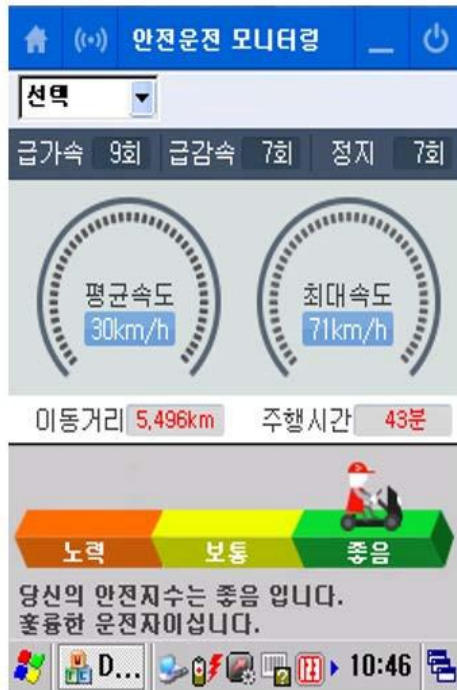 안전운전 모니터링
선택
급가속 9회 급감속 7회 정지 7회
평균속도 최대속도
30km/h 71km/h
이동거리 5,496km 주행시간 43분
노력 보통 좋음
당신의 안전지수는 좋음 입니다.
훌륭한 운전자이십니다.
D... 10:46